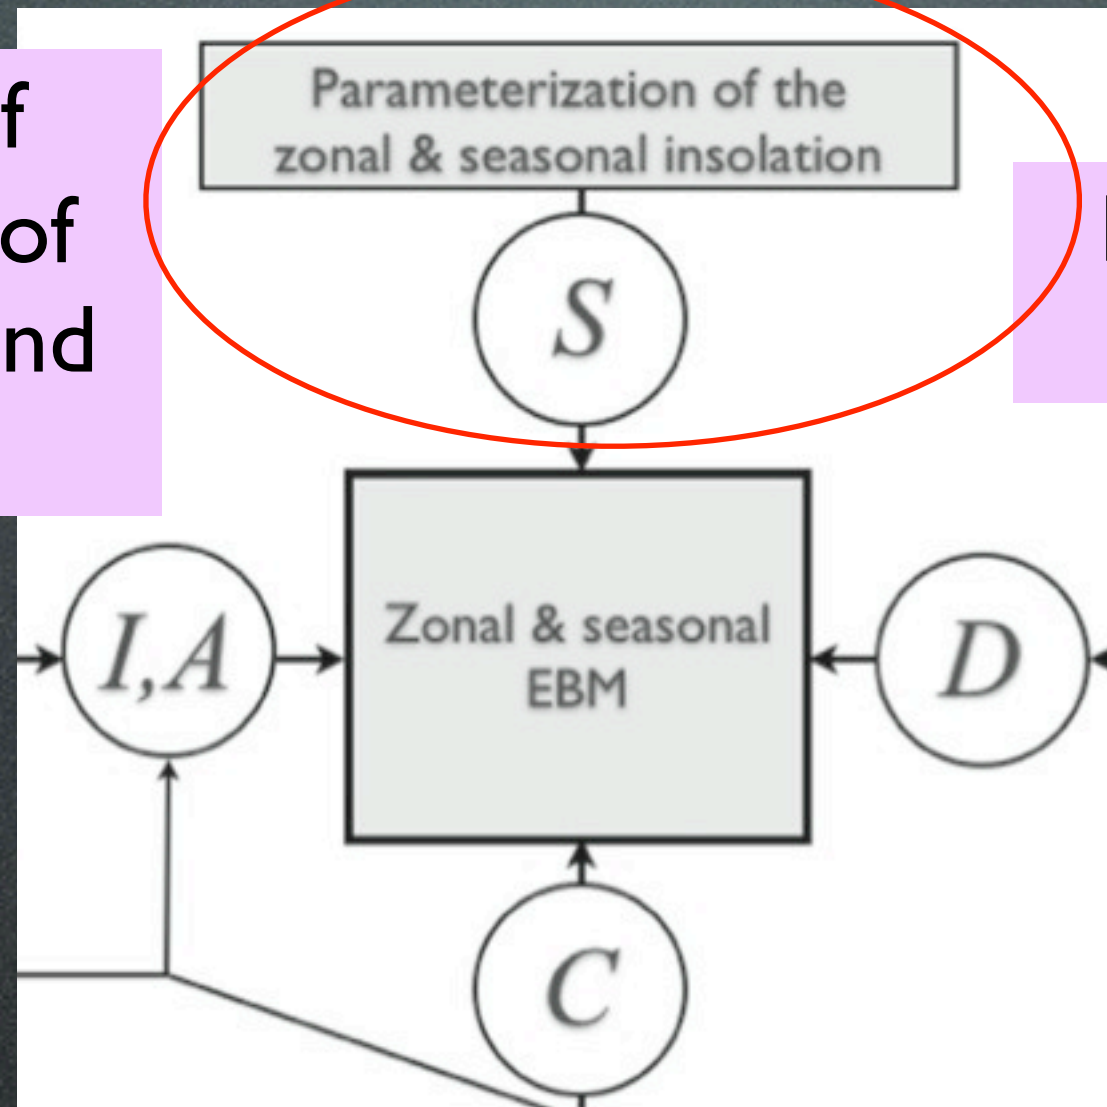 Parameterization of the
zonal & seasonal insolation
f
of
nd
S
I,A
Zonal & seasonal
EBM
D
C